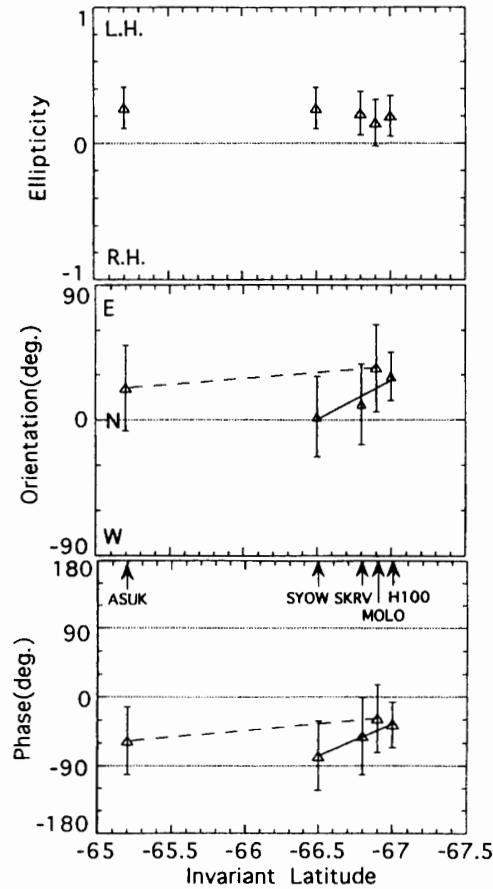 1
L.H.
Ellipticity
0
R.H.
-1
90
E
Orientation(deg.)
N
0
W
-90
180
ASUK
SYOW SKRV H100
MOLO
90
Phase(deg.)
0
-90
-180
-65 -65.5 -66 -66.5 -67 -67.5
Invariant Latitude